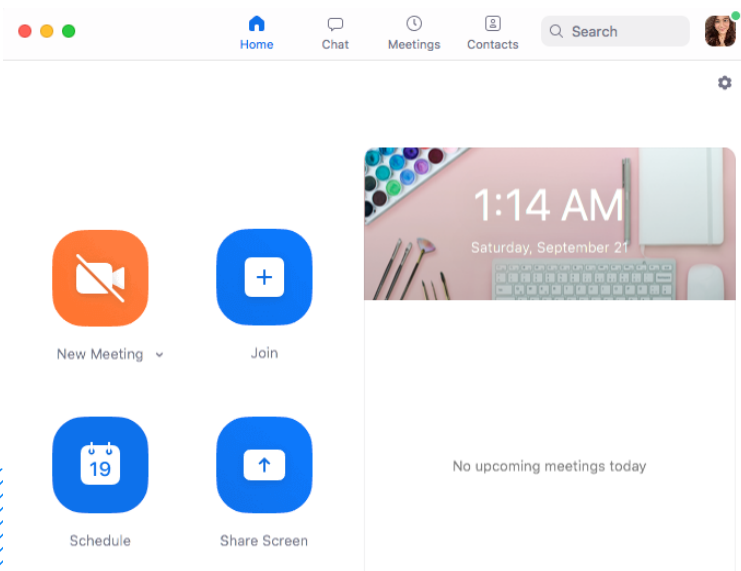 Home
Chat
Meetings
Contacts
Search
1:14 AM
Saturday, September 21
New Meeting
Join
19
Schedule
Share Screen
No upcoming meetings today